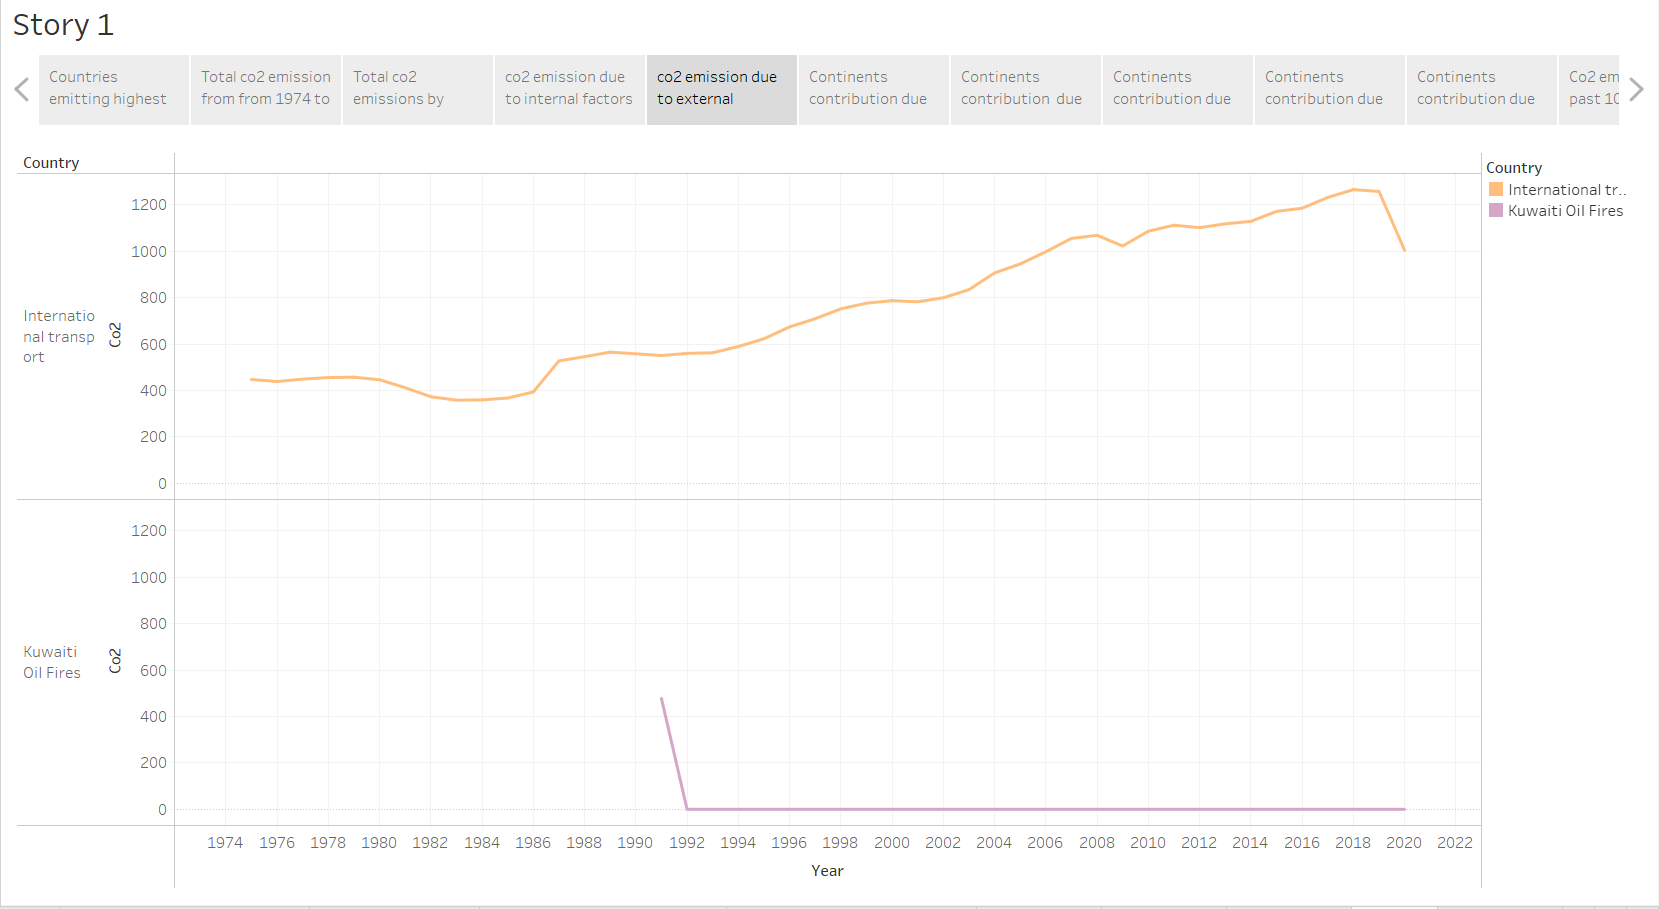 Story 1
Countries
emitting highest
Total co2 emission
from from 1974 to
Total co2
emissions by
co2 emission due
to internal factors
co2 emission due
to external
Continents
contribution due
Continents
contribution  due
Continents
contribution due
Continents
contribution due
Continents
contribution due
Co2 em
past 10
Country
Country
International tr..
Kuwaiti Oil Fires
Internatio
nal transp
ort
Co2
1200
1000
800
600
400
200
0
Kuwaiti
Oil Fires
Co2
1200
1000
800
600
400
200
0
1974 1976 1978 1980 1982 1984 1986 1988 1990 1992 1994 1996 1998 2000 2002 2004 2006 2008 2010 2012 2014 2016 2018 2020 2022
Year